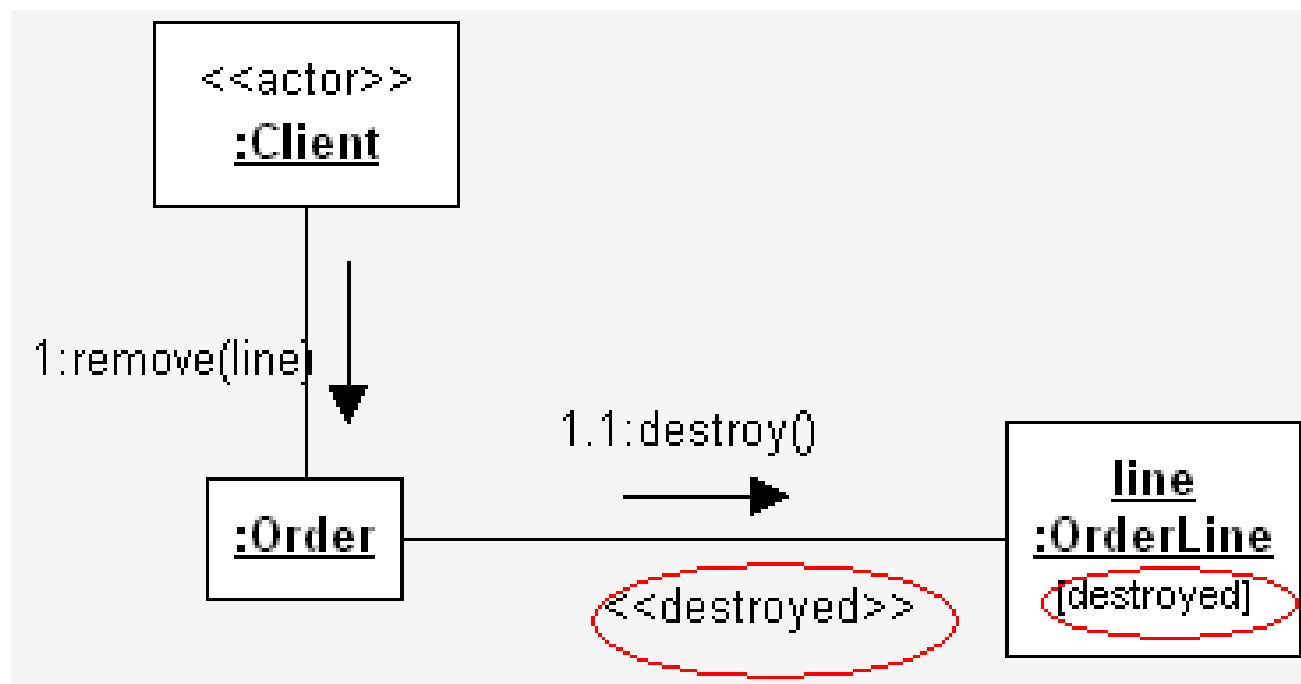 <<actor>>
:Client
1:remove(line)
1.1:destroy()
:Order
line
:OrderLine
[destroyed]
<<destroyed>>